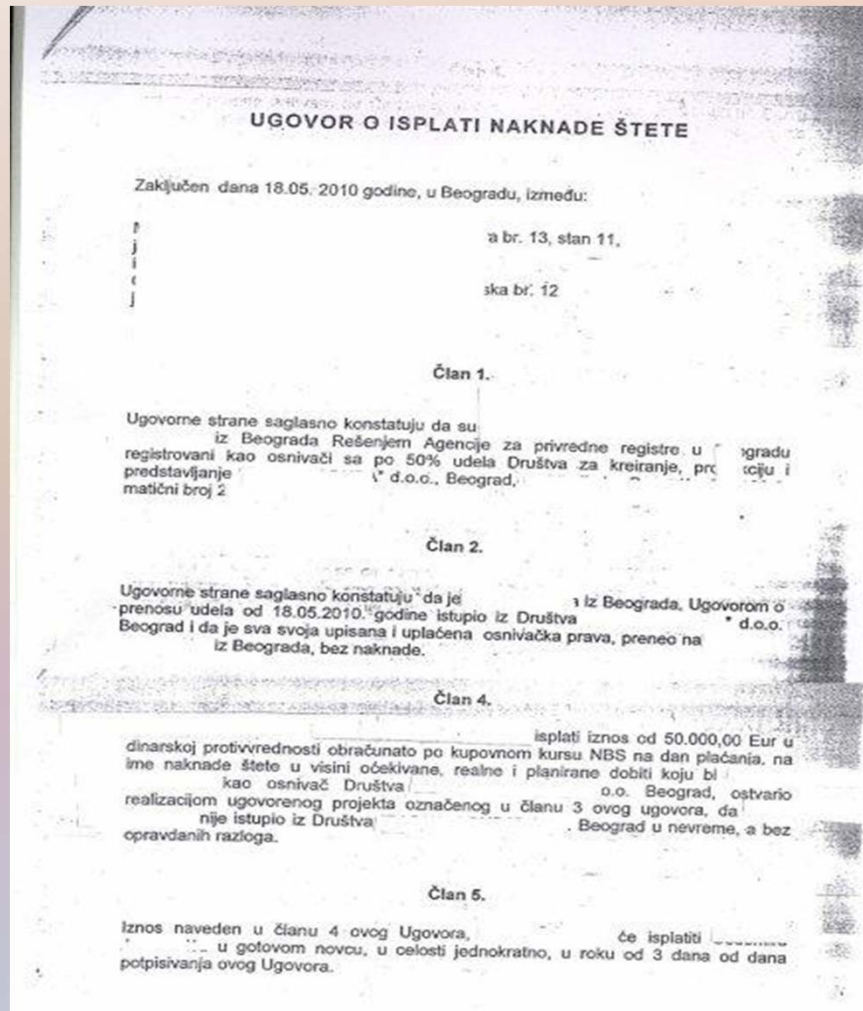 UGOVOR O ISPLATI NAKNADE ŠTETE
Zaključen dana 18.05. 2010 godine, u Beogradu, između:
a br. 13, stan 11,
ska br. 12
Član 1.
Ugovorne strane saglasno konstatuju da su
iz Beograda Rešenjem Agencije za privredne registre u
registrovani kao osnivači sa po 50% udela Društva za kreiranje, i
predstavljanje d.o.o., Beograd,
matični broj 2
Član 2.
Ugovorne strane saglasno konstatuju da je iz Beograda, Ugovorom o
prenosu udela od 18.05.2010. godine istupio iz Društva " d.o.o.
Beograd i da je sva svoja upisana i uplaćena osnivačka prava, preneo na
iz Beograda, bez naknade.
Član 4.
isplati iznos od 50.000,00 Eur u
dinarskoj protivvrednosti obračunato po kupovnom kursu NBS na dan plaćanja, na
ime naknade štete u visini očekivane, realne i planirane dobiti koju bi
kao osnivač Društva o.o. Beograd, ostvario
realizacijom ugovorenog projekta označenog u članu 3 ovog ugovora, da
nije istupio iz Društva . Beograd u nevreme, a bez
opravdanih razloga.
Član 5.
Iznos naveden u članu 4 ovog Ugovora, će isplatiti
u gotovom novcu, u celosti jednokratno, u roku od 3 dana od dana
potpisivanja ovog Ugovora.